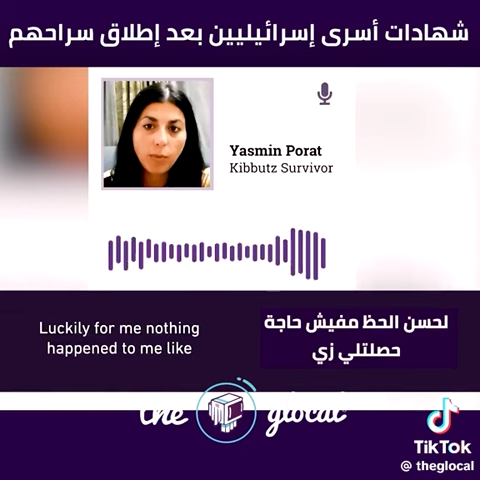 شهادات أسرى إسرائيليين بعد إطلاق سراحهم
Yasmin Porat
Kibbutz Survivor
Luckily for me nothing
happened to me like
لحسن الحظ مفيش حاجة
حصلتلي زي
the glocal
TikTok
@ theglocal